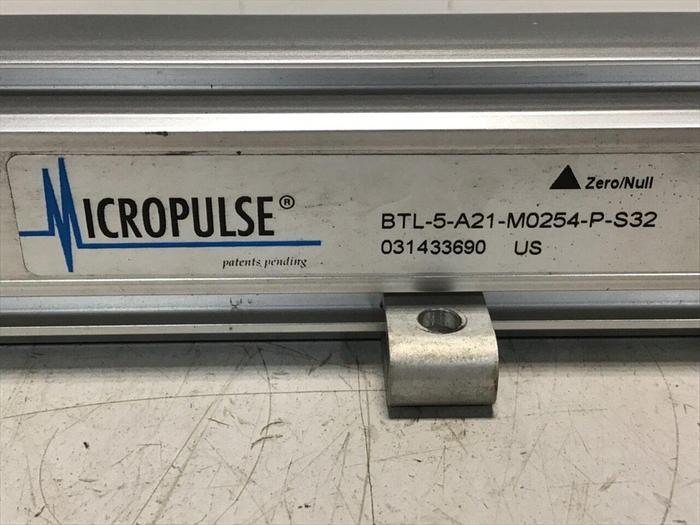 MICROPULSE®
patents pending
Zero/Null
BTL-5-A21-M0254-P-S32
031433690 US